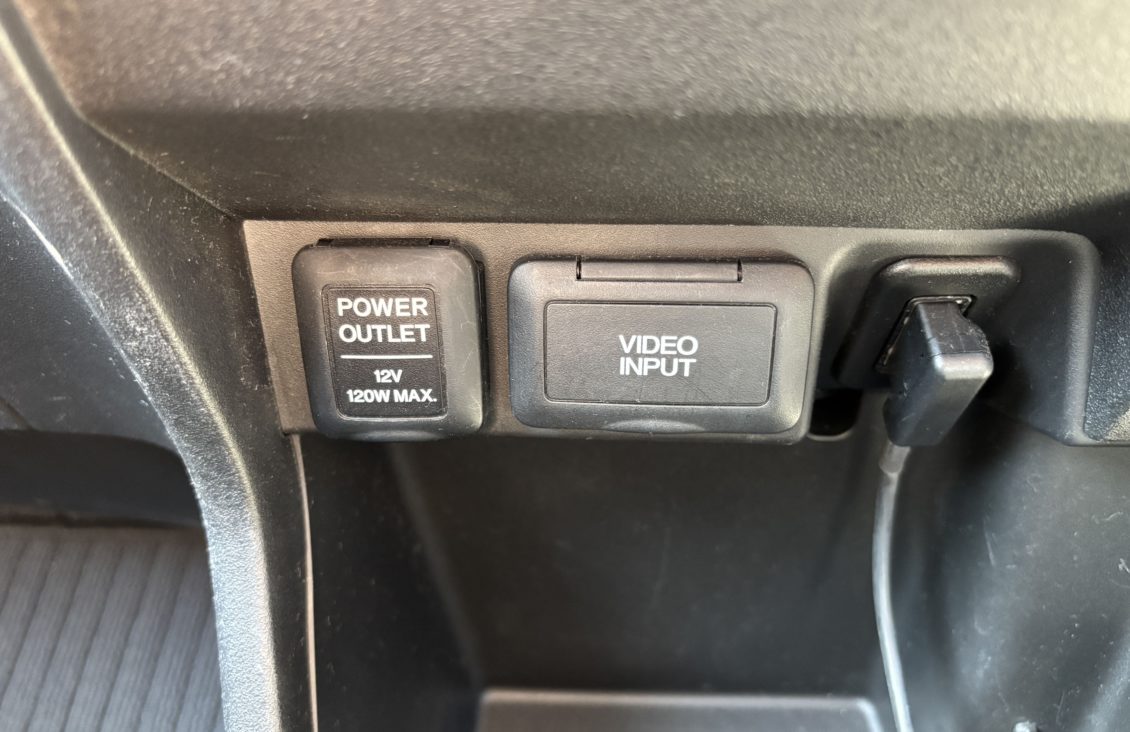 POWER
OUTLET
12V
120W MAX.
VIDEO
INPUT